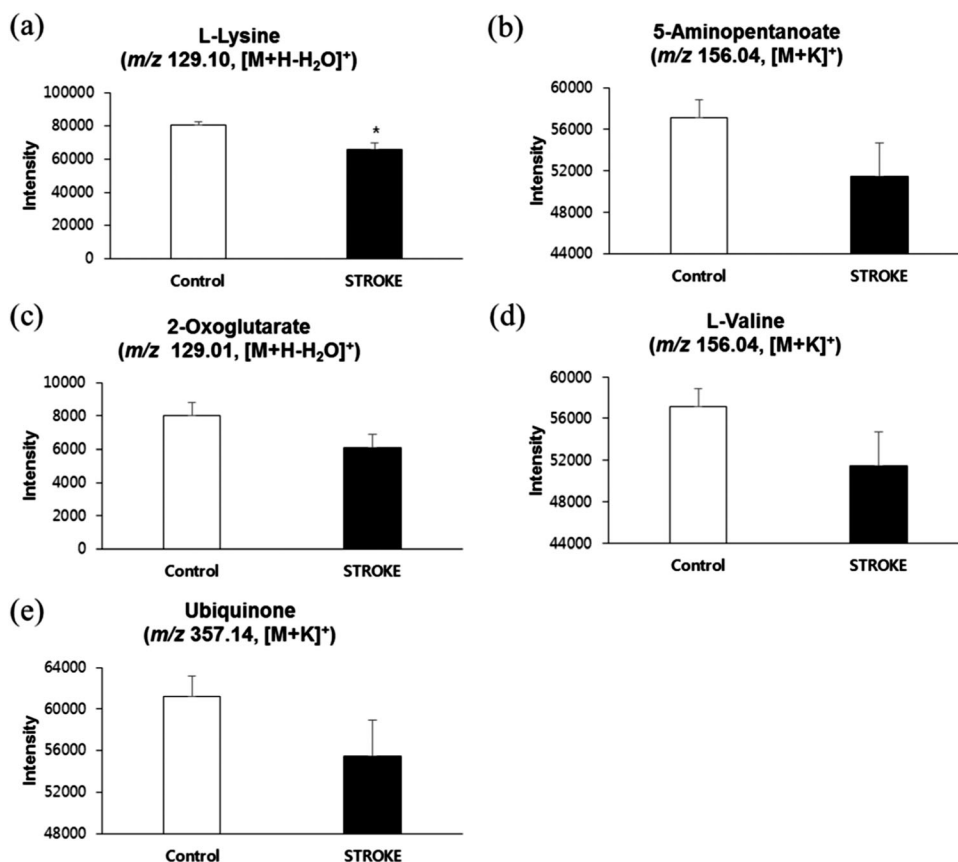 (a)
L-Lysine
(m/z 129.10, [M+H-H₂O]⁺)
Intensity
100000
80000
60000
40000
20000
0
*
Control STROKE
(b)
5-Aminopentanoate
(m/z 156.04, [M+K]⁺)
Intensity
60000
56000
52000
48000
44000
Control STROKE
(c)
2-Oxoglutarate
(m/z 129.01, [M+H-H₂O]⁺)
Intensity
10000
8000
6000
4000
2000
0
Control STROKE
(d)
L-Valine
(m/z 156.04, [M+K]⁺)
Intensity
60000
56000
52000
48000
44000
Control STROKE
(e)
Ubiquinone
(m/z 357.14, [M+K]⁺)
Intensity
64000
60000
56000
52000
48000
Control STROKE